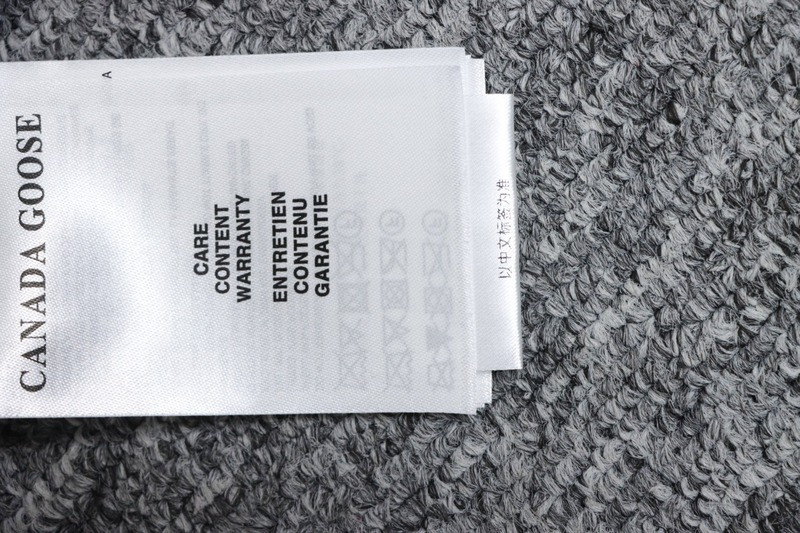 CANADA GOOSE
A
CARE
CONTENT
WARRANTY
ENTRETIEN
CONTENU
GARANTIE
以中文标签为准